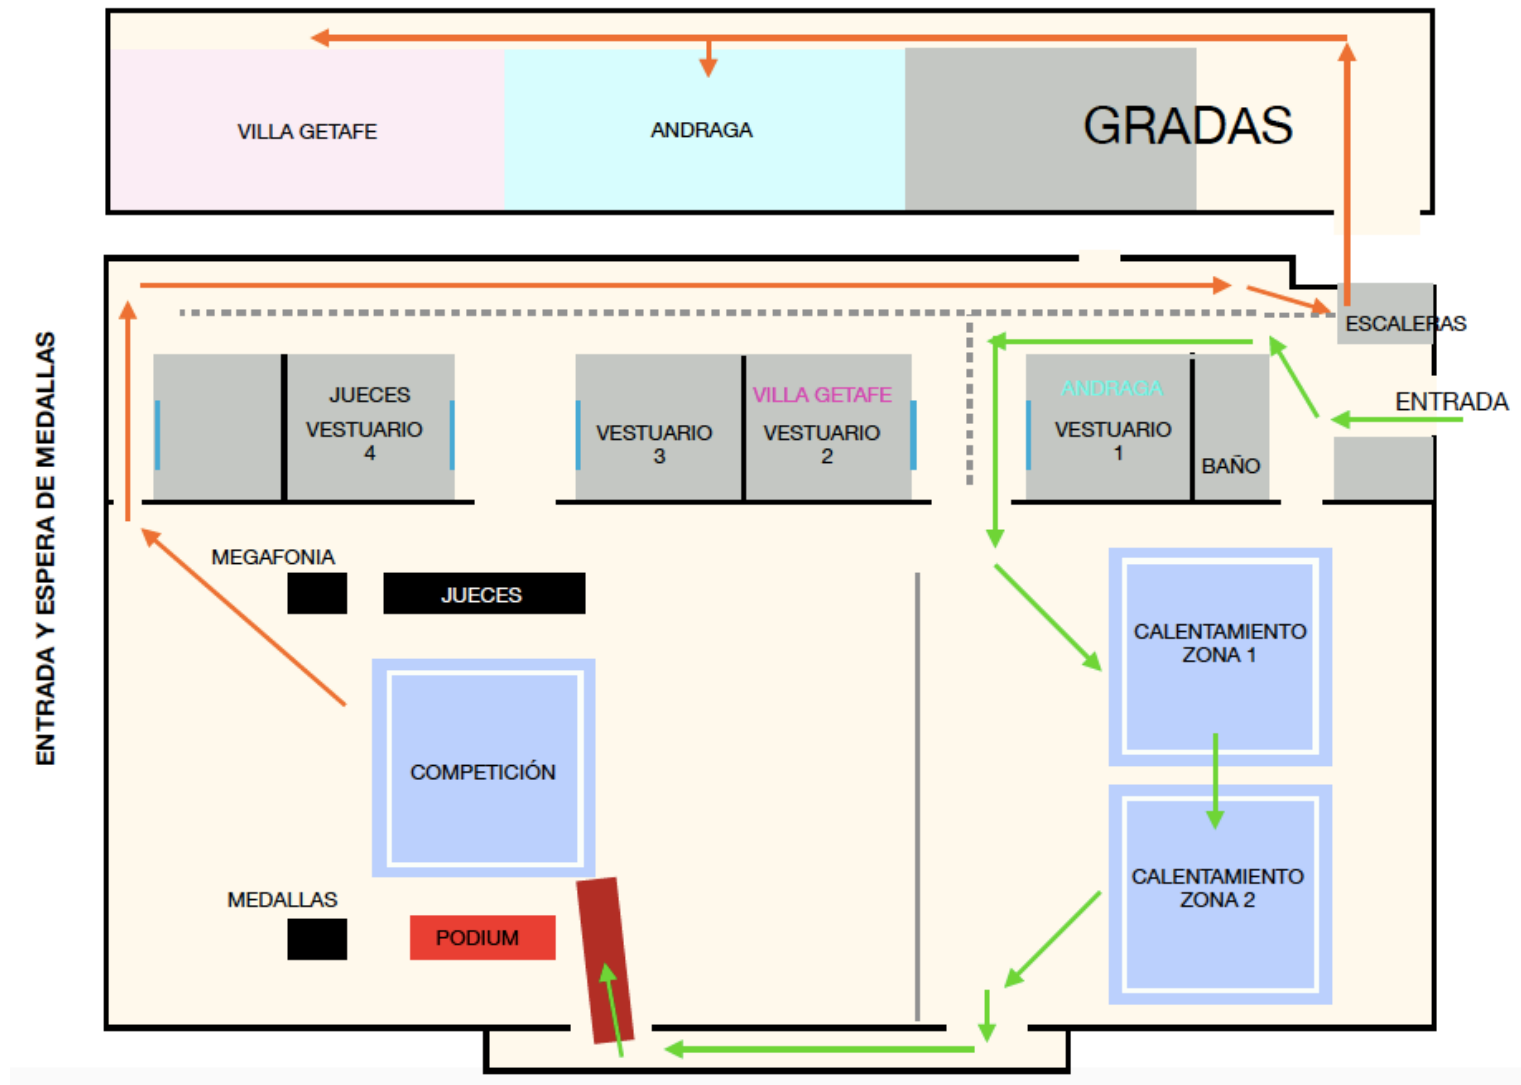 VILLA GETAFE
ANDRAGA
GRADAS
ESCALERAS
ENTRADA
ENTRADA Y ESPERA DE MEDALLAS
JUECES
VESTUARIO
4
VESTUARIO
3
VILLA GETAFE
VESTUARIO
2
ANDRAGA
VESTUARIO
1
BAÑO
MEGAFONIA
JUECES
CALENTAMIENTO
ZONA 1
COMPETICIÓN
CALENTAMIENTO
ZONA 2
MEDALLAS
PODIUM